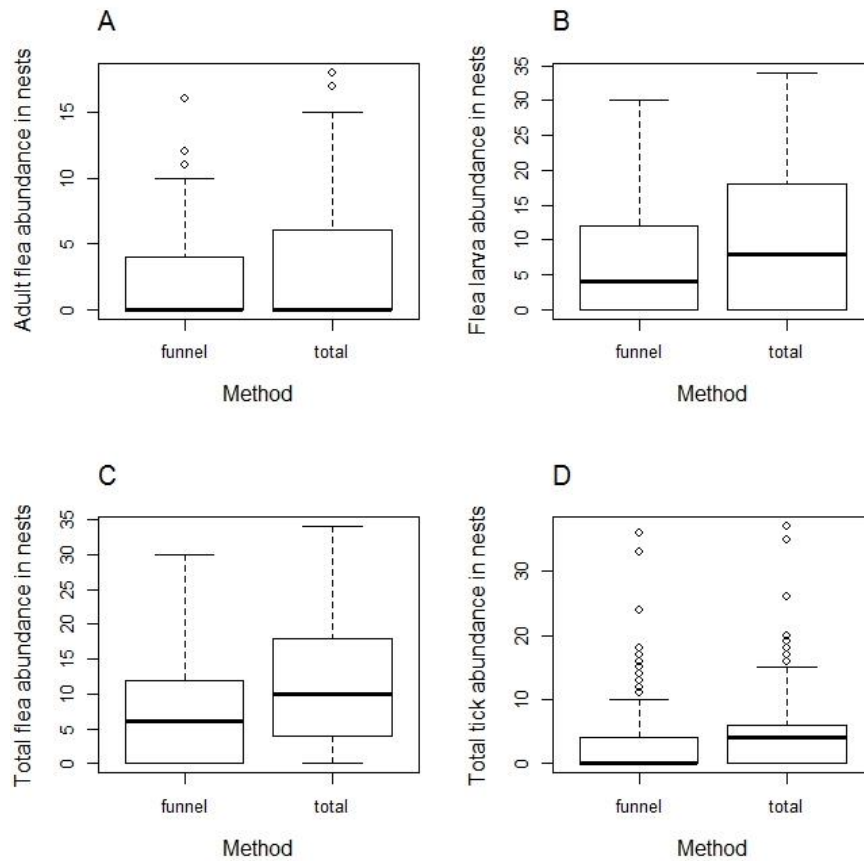 A
Adult flea abundance in nests
15
10
5
0
funnel total
Method
B
Flea larva abundance in nests
35
30
25
20
15
10
5
0
funnel total
Method
C
Total flea abundance in nests
35
30
25
20
15
10
5
0
funnel total
Method
D
Total tick abundance in nests
30
20
10
0
funnel total
Method